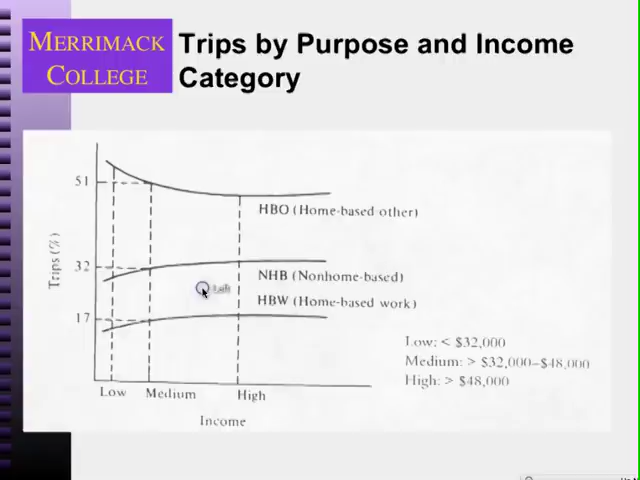 MERRIMACK
COLLEGE
Trips by Purpose and Income
Category
51
HBO (Home-based other)
Trips (%)
32
NHB (Nonhome-based)
HBW (Home-based work)
17
Low: < $32,000
Medium: > $32,000–$48,000
High: > $48,000
Low Medium High
Income